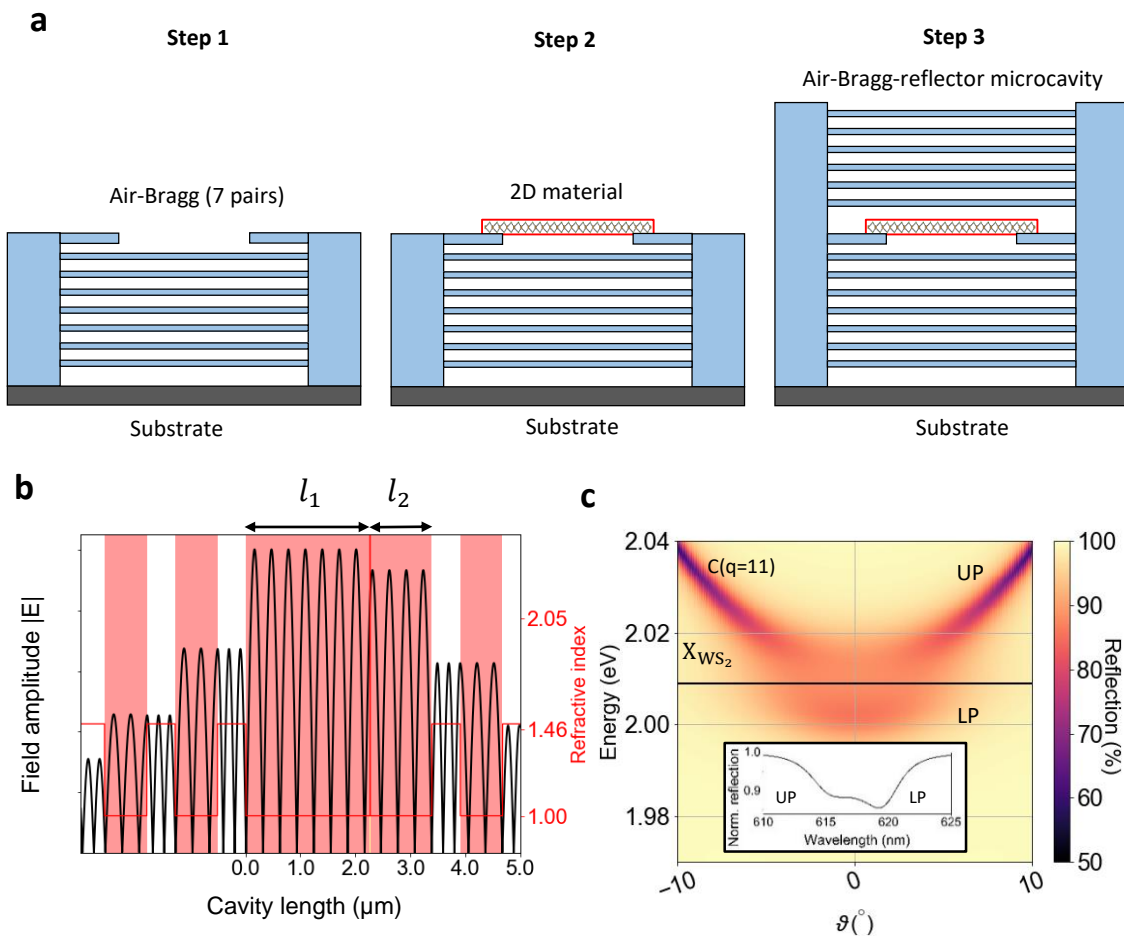 a
Step 1
Step 2
Step 3
Air-Bragg-reflector microcavity
Air-Bragg (7 pairs)
2D material
Substrate
Substrate
Substrate
b
l₁
l₂
Field amplitude |E|
2.05
1.46
1.00
Refractive index
0.0 1.0 2.0 3.0 4.0 5.0
Cavity length (µm)
c
2.04
2.02
2.00
1.98
Energy (eV)
C(q=11)
UP
X_WS₂
LP
Norm. reflection
1.0
0.9
UP
LP
610 615 620 625
Wavelength (nm)
−10 0 10
ϑ(°)
100
90
80
70
60
50
Reflection (%)